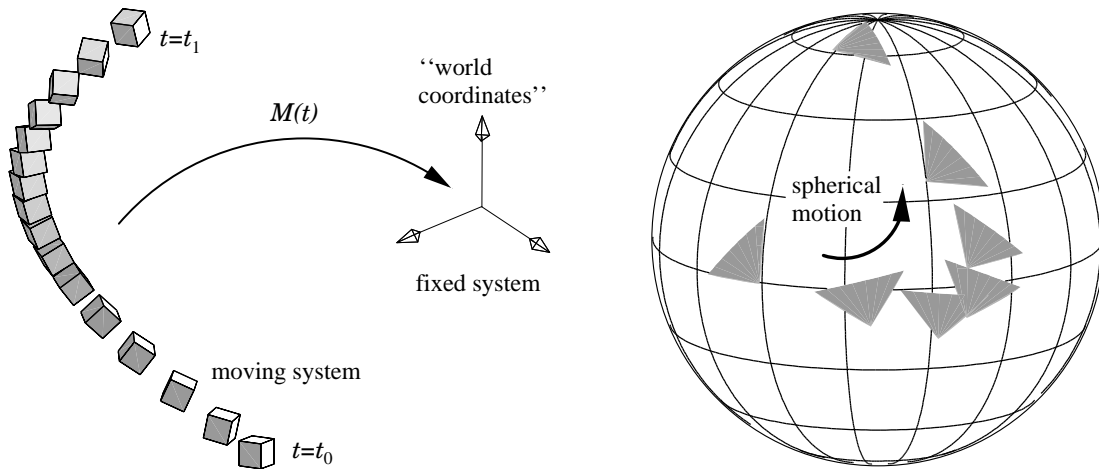 t=t1
"world
coordinates''
M(t)
fixed system
moving system
t=t0
spherical
motion